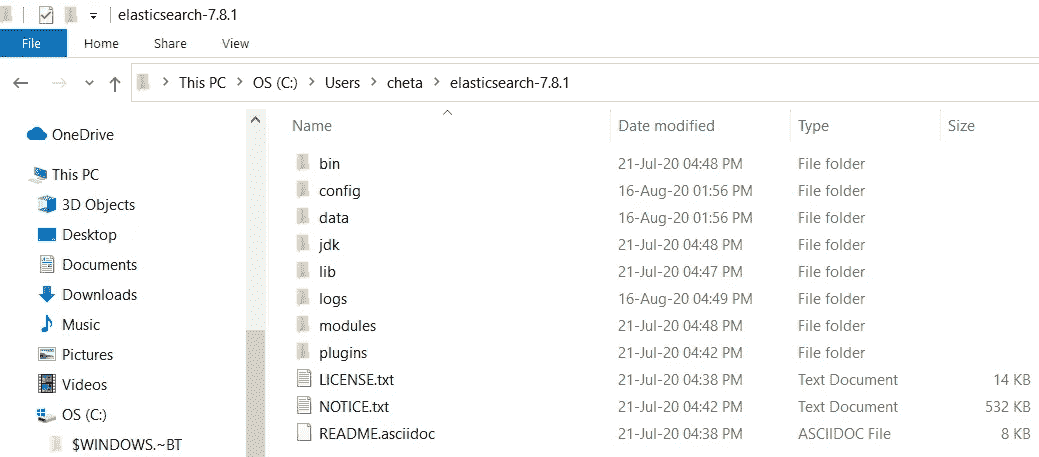 elasticsearch-7.8.1
File Home Share View
This PC OS (C:) Users cheta elasticsearch-7.8.1
Name Date modified Type Size
OneDrive
This PC
3D Objects
Desktop
Documents
Downloads
Music
Pictures
Videos
OS (C:)
$WINDOWS.~BT
bin 21-Jul-20 04:48 PM File folder
config 16-Aug-20 01:56 PM File folder
data 16-Aug-20 01:56 PM File folder
jdk 21-Jul-20 04:48 PM File folder
lib 21-Jul-20 04:47 PM File folder
logs 16-Aug-20 04:49 PM File folder
modules 21-Jul-20 04:48 PM File folder
plugins 21-Jul-20 04:42 PM File folder
LICENSE.txt 21-Jul-20 04:38 PM Text Document 14 KB
NOTICE.txt 21-Jul-20 04:42 PM Text Document 532 KB
README.asciidoc 21-Jul-20 04:38 PM ASCIIDOC File 8 KB